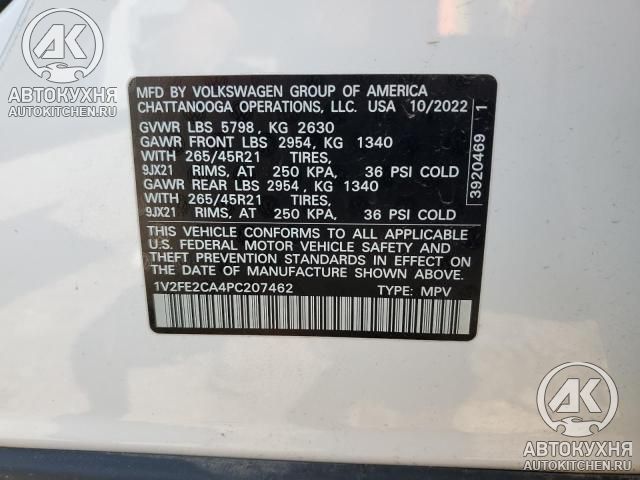 AK
АВТОКУХНЯ
AUTOKUCHEN.RU
MFD BY VOLKSWAGEN GROUP OF AMERICA
CHATTANOOGA OPERATIONS, LLC. USA 10/2022
GVWR LBS 5798, KG 2630
GAWR FRONT LBS 2954, KG 1340
WITH 265/45R21 TIRES,
9JX21 RIMS, AT 250 KPA, 36 PSI COLD
GAWR REAR LBS 2954, KG 1340
WITH 265/45R21 TIRES,
9JX21 RIMS, AT 250 KPA, 36 PSI COLD
THIS VEHICLE CONFORMS TO ALL APPLICABLE
U.S. FEDERAL MOTOR VEHICLE SAFETY AND
THEFT PREVENTION STANDARDS IN EFFECT ON
THE DATE OF MANUFACTURE SHOWN ABOVE.
1V2FE2CA4PC207462 TYPE: MPV
3920469 1
AK
АВТОКУХНЯ
AUTOKUCHEN.RU